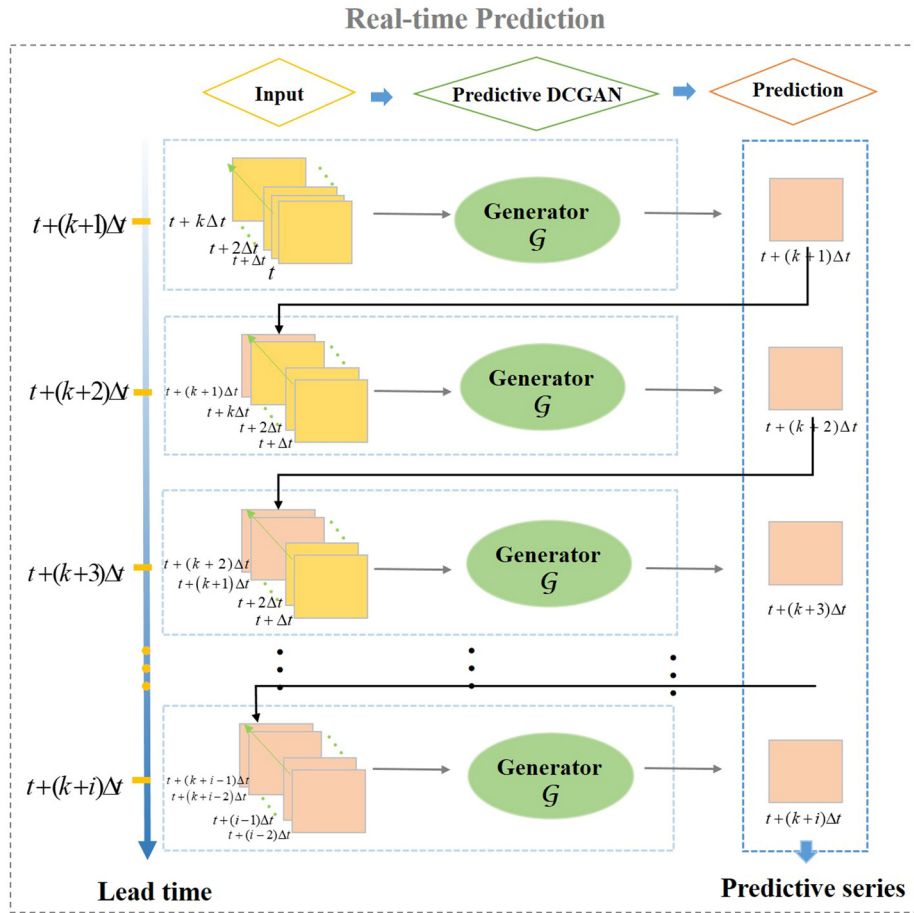 Real-time Prediction
Input
Predictive DCGAN
Prediction
t+(k+1)Δt
t + kΔt
t+2Δt
t+Δt
t
Generator
𝒢
t + (k + 1)Δt
t+(k+2)Δt
t + (k+1)Δt
t + kΔt
t + 2Δt
t + Δt
Generator
𝒢
t + (k + 2)Δt
t+(k+3)Δt
t + (k + 2)Δt
t + (k+1)Δt
t + 2Δt
t + Δt
Generator
𝒢
t + (k+3)Δt
t+(k+i)Δt
t + (k + i − 1)Δt
t + (k + i − 2)Δt
t + (i − 1)Δt
t + (i − 2)Δt
Generator
𝒢
t + (k + i)Δt
Lead time
Predictive series